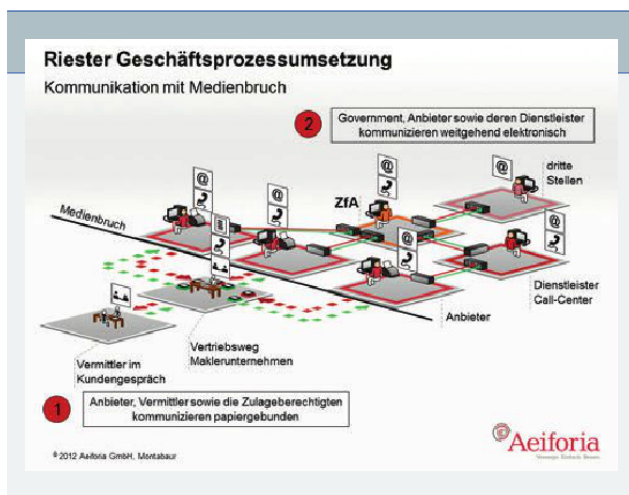 Riester Geschäftsprozessumsetzung
Kommunikation mit Medienbruch
2
Government, Anbieter sowie deren Dienstleister
kommunizieren weitgehend elektronisch
@
@
@
@
@
@
dritte
Stellen
ZfA
Medienbruch
Dienstleister
Call-Center
Anbieter
Vertriebsweg
Maklerunternehmen
Vermittler im
Kundengespräch
1
Anbieter, Vermittler sowie die Zulageberechtigten
kommunizieren papiergebunden
© 2012 Aeiforia GmbH, Montabaur
@Aeiforia